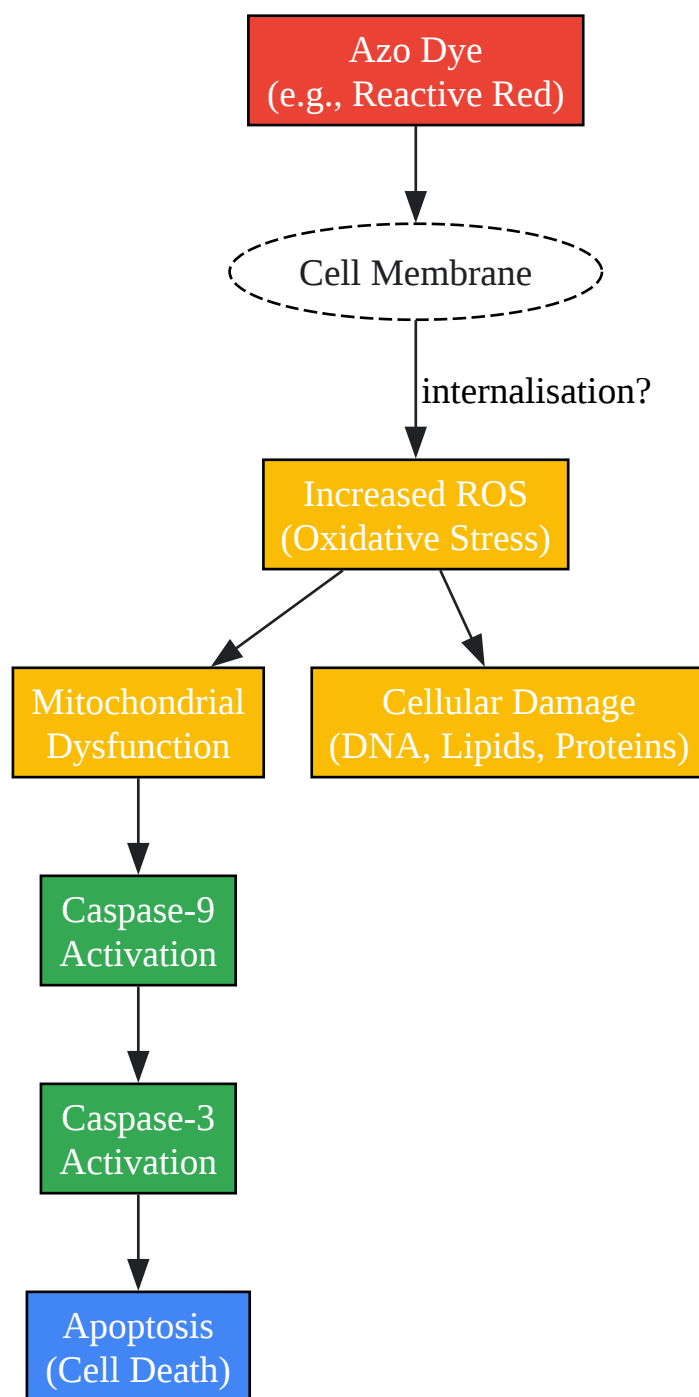 Azo Dye
(e.g., Reactive Red)
Cell Membrane
internalisation?
Increased ROS
(Oxidative Stress)
Mitochondrial
Dysfunction
Cellular Damage
(DNA, Lipids, Proteins)
Caspase-9
Activation
Caspase-3
Activation
Apoptosis
(Cell Death)